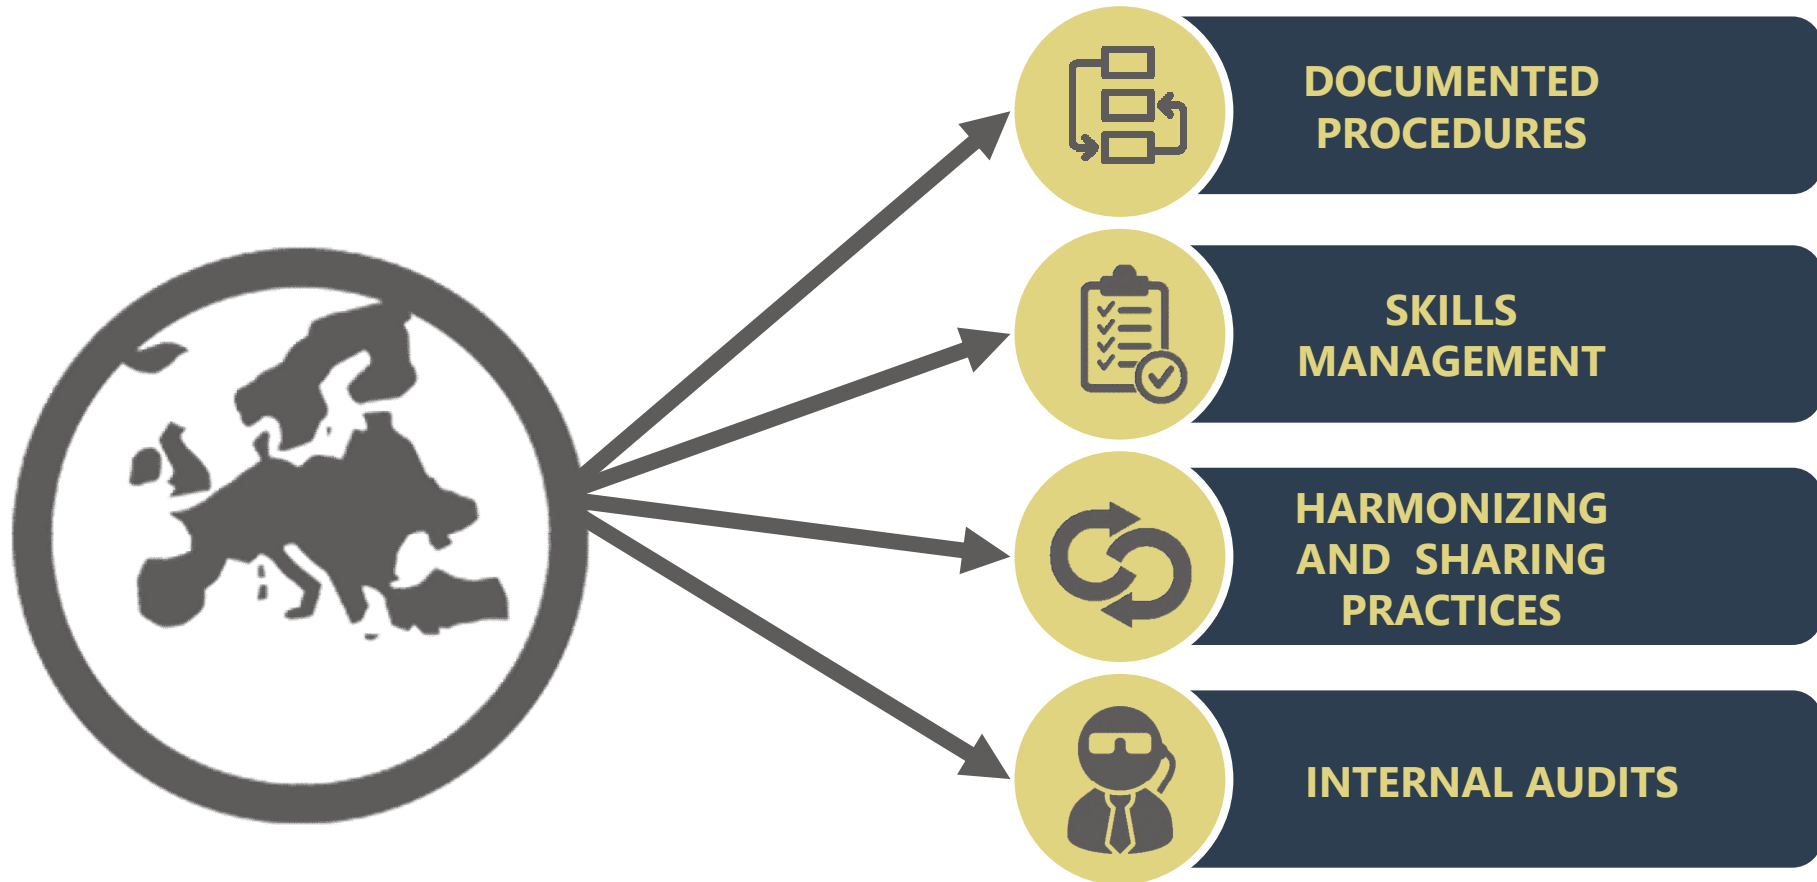 DOCUMENTED
PROCEDURES
SKILLS
MANAGEMENT
HARMONIZING
AND SHARING
PRACTICES
INTERNAL AUDITS